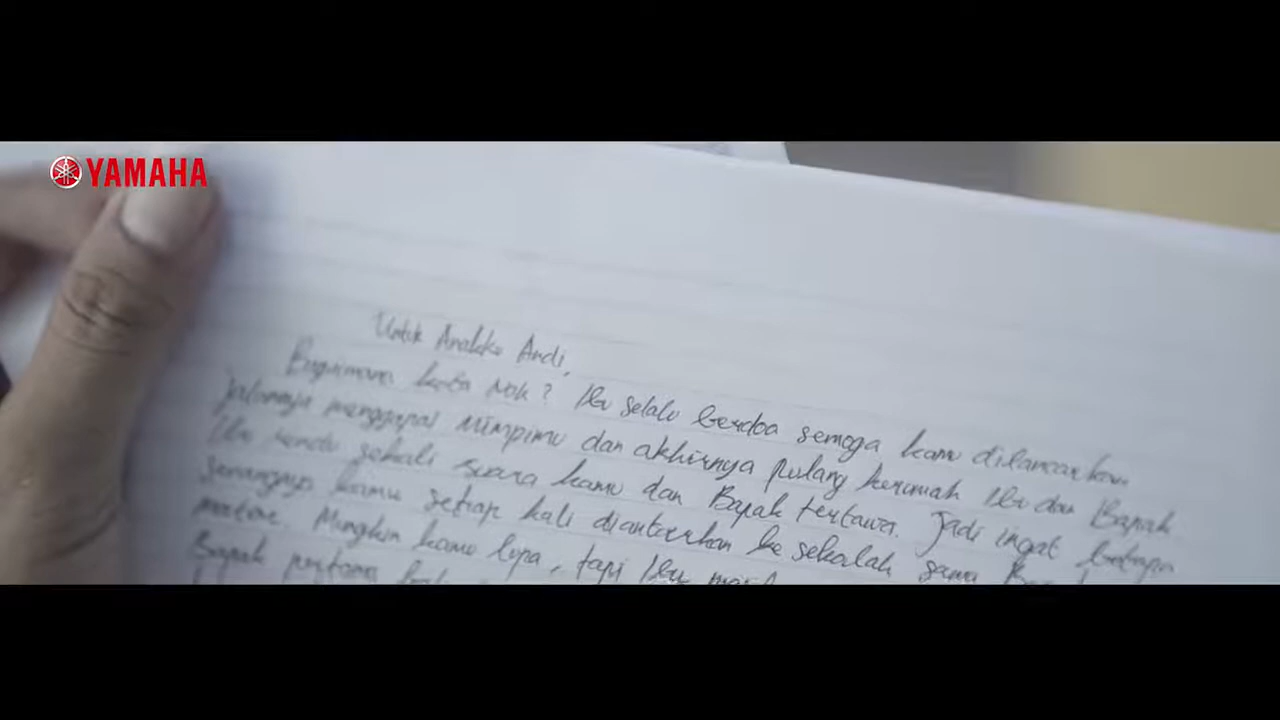 YAMAHA
Untuk Anakku Andi,
Bagaimana kota Nak? Ibu selalu berdoa semoga kamu dilancarkan
jalannya menggapai mimpimu dan akhirnya pulang kerumah Ibu dan Bapak
Ibu rindu sekali suara kamu dan Bapak tertawa. Jadi ingat betapa
senangnya kamu setiap kali diantarkan ke sekolah sama
Mungkin kamu lupa, tapi Ibu
Bapak pertama